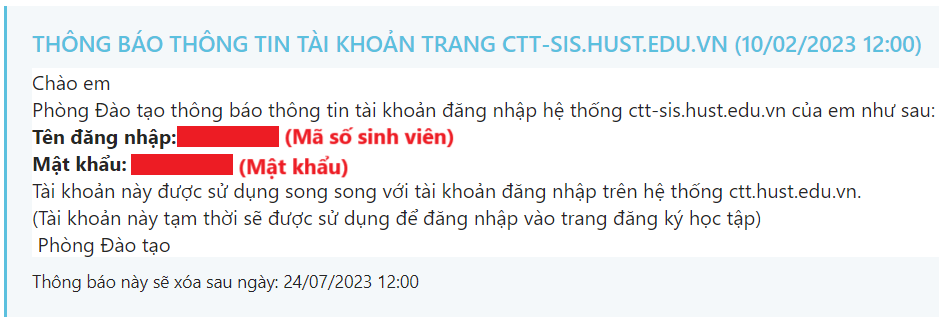 THÔNG BÁO THÔNG TIN TÀI KHOẢN TRANG CTT-SIS.HUST.EDU.VN (10/02/2023 12:00)
Chào em
Phòng Đào tạo thông báo thông tin tài khoản đăng nhập hệ thống ctt-sis.hust.edu.vn của em như sau:
Tên đăng nhập: (Mã số sinh viên)
Mật khẩu: (Mật khẩu)
Tài khoản này được sử dụng song song với tài khoản đăng nhập trên hệ thống ctt.hust.edu.vn.
(Tài khoản này tạm thời sẽ được sử dụng để đăng nhập vào trang đăng ký học tập)
Phòng Đào tạo
Thông báo này sẽ xóa sau ngày: 24/07/2023 12:00